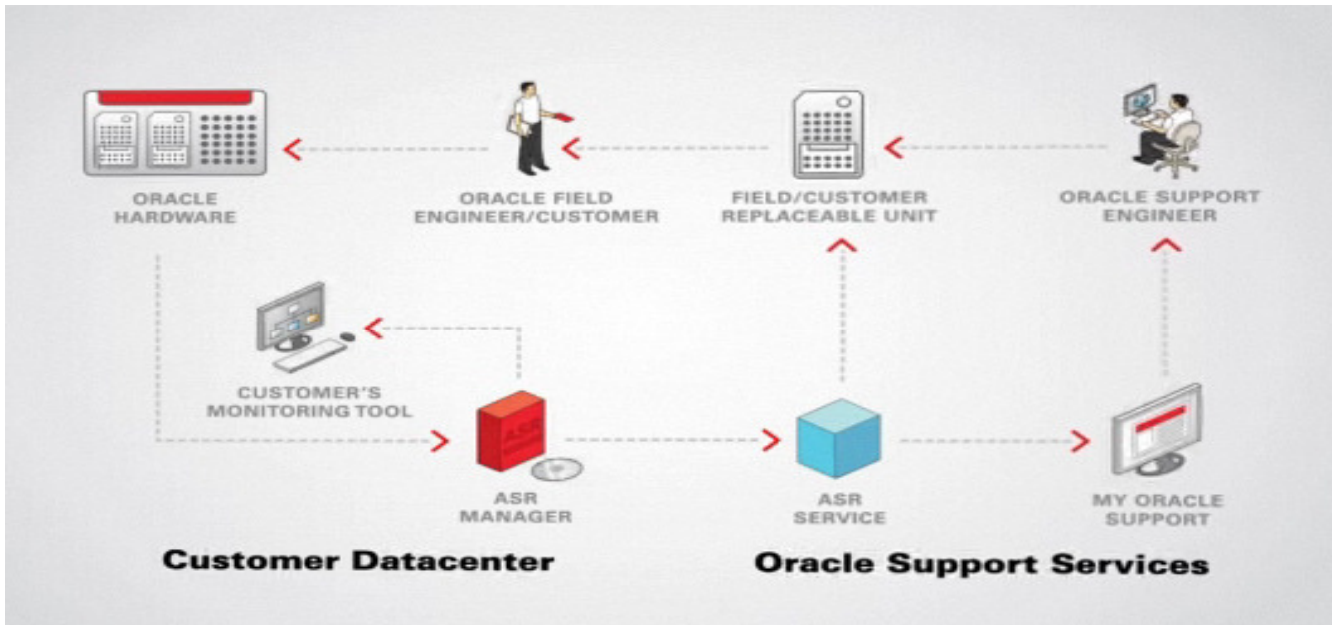 ORACLE
HARDWARE
ORACLE FIELD
ENGINEER/CUSTOMER
FIELD/CUSTOMER
REPLACEABLE UNIT
ORACLE SUPPORT
ENGINEER
CUSTOMER'S
MONITORING TOOL
ASR
ASR
MANAGER
ASR
SERVICE
MY ORACLE
SUPPORT
Customer Datacenter
Oracle Support Services